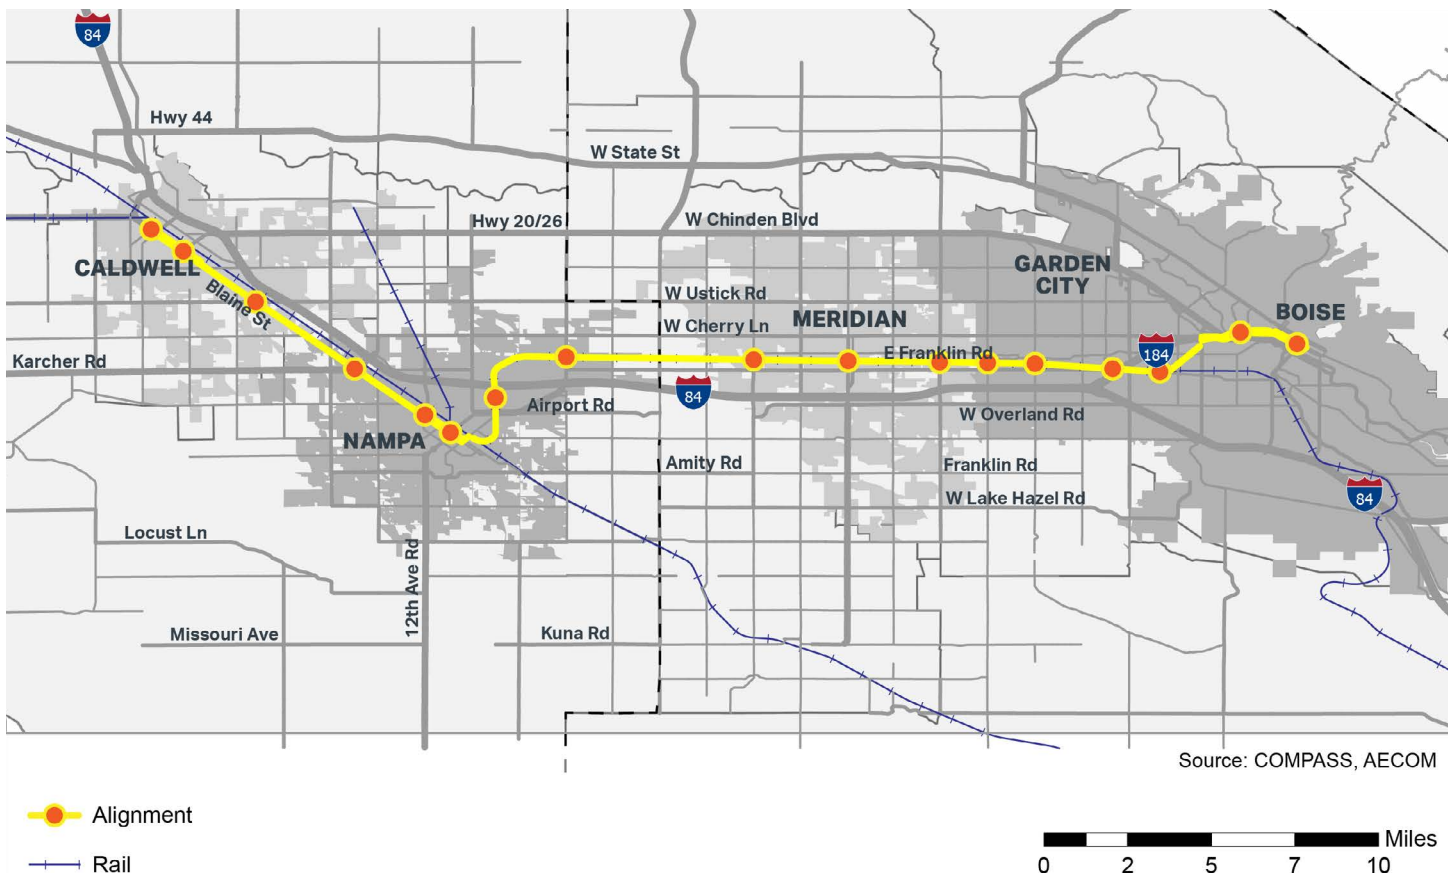 84
Hwy 44
W State St
Hwy 20/26
W Chinden Blvd
CALDWELL
GARDEN
CITY
Blaine St
W Ustick Rd
MERIDIAN
BOISE
W Cherry Ln
Karcher Rd
E Franklin Rd
184
84
Airport Rd
W Overland Rd
NAMPA
Amity Rd
Franklin Rd
84
W Lake Hazel Rd
Locust Ln
12th Ave Rd
Missouri Ave
Kuna Rd
Source: COMPASS, AECOM
Alignment
Rail
Miles
0 2 5 7 10